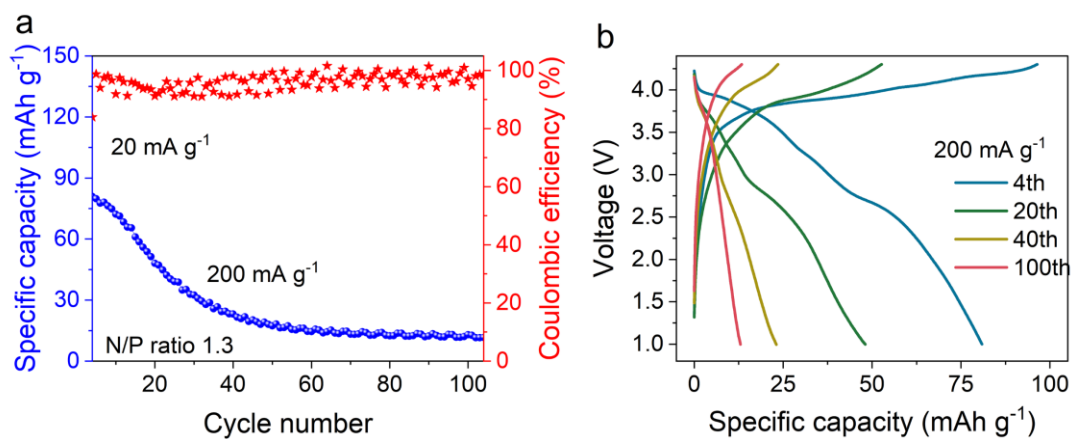 a
Specific capacity (mAh g⁻¹)
150
120
90
60
30
0
20 mA g⁻¹
200 mA g⁻¹
N/P ratio 1.3
20
40
60
80
100
Cycle number
100
80
60
40
20
0
Coulombic efficiency (%)
b
Voltage (V)
4.0
3.5
3.0
2.5
2.0
1.5
1.0
200 mA g⁻¹
4th
20th
40th
100th
0
25
50
75
100
Specific capacity (mAh g⁻¹)